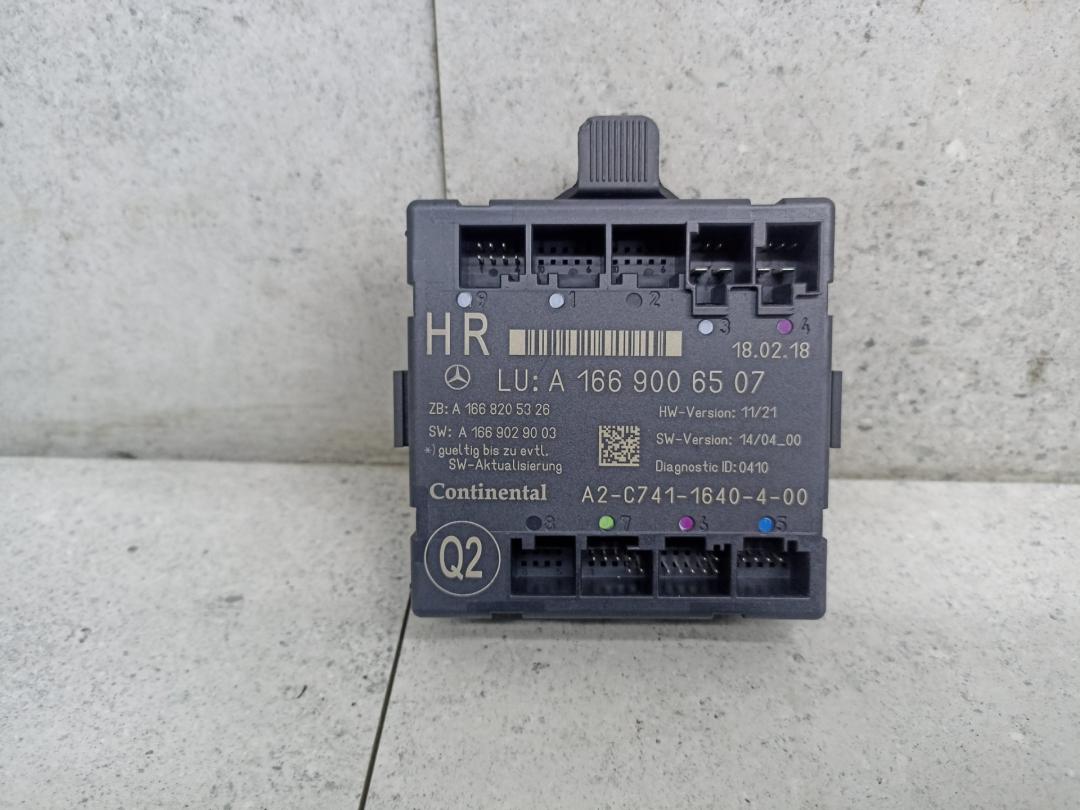 9 1 2
3 4
HR
18.02.18
LU: A 166 900 65 07
ZB: A 166 820 53 26
HW-Version: 11/21
SW: A 166 902 90 03
SW-Version: 14/04_00
*) gueltig bis zu evtl.
SW-Aktualisierung
Diagnostic ID: 0410
Continental A2-C741-1640-4-00
8 7 6 5
Q2